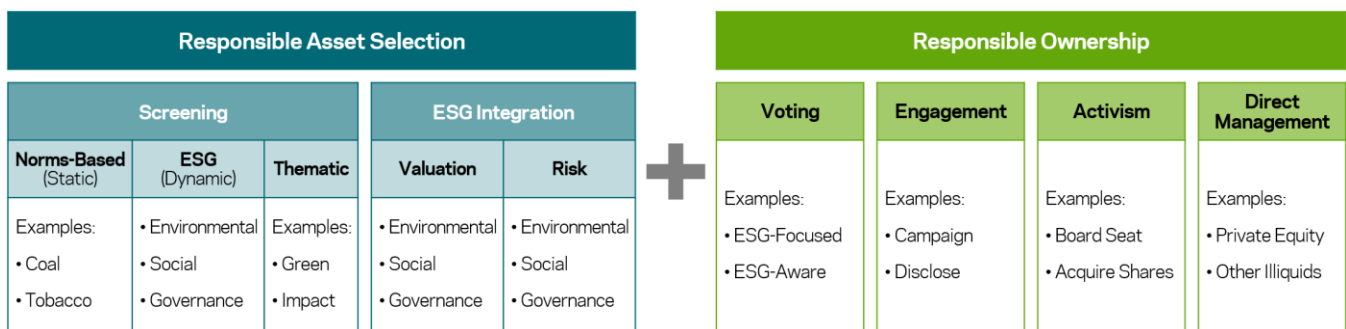 Responsible Asset Selection
Screening
ESG Integration
Norms-Based
(Static)
ESG
(Dynamic)
Thematic
Valuation
Risk
Examples:
• Coal
• Tobacco
• Environmental
• Social
• Governance
Examples:
• Green
• Impact
• Environmental
• Social
• Governance
• Environmental
• Social
• Governance
+
Responsible Ownership
Voting
Engagement
Activism
Direct
Management
Examples:
• ESG-Focused
• ESG-Aware
Examples:
• Campaign
• Disclose
Examples:
• Board Seat
• Acquire Shares
Examples:
• Private Equity
• Other Illiquids